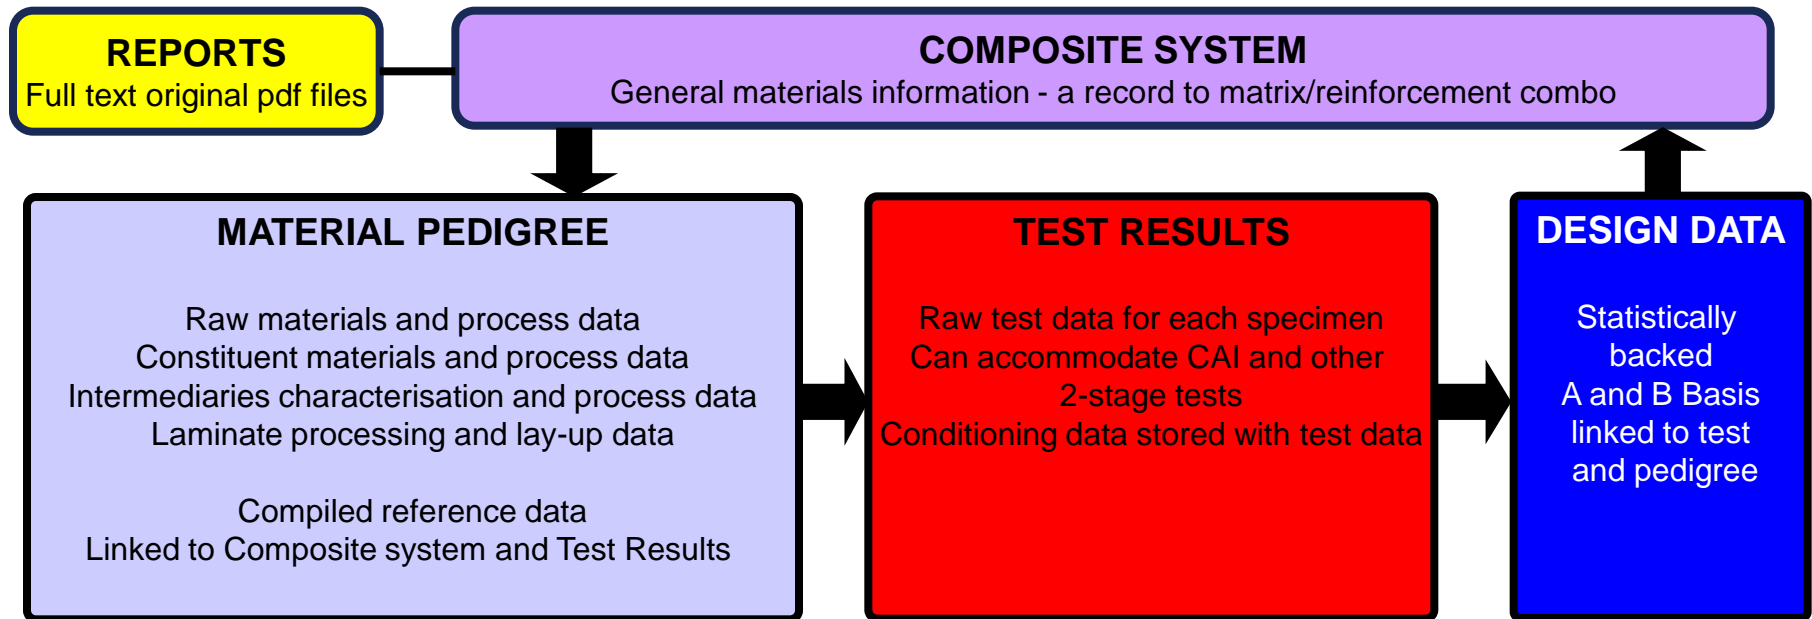 REPORTS
Full text original pdf files
COMPOSITE SYSTEM
General materials information - a record to matrix/reinforcement combo
MATERIAL PEDIGREE
Raw materials and process data
Constituent materials and process data
Intermediaries characterisation and process data
Laminate processing and lay-up data
Compiled reference data
Linked to Composite system and Test Results
TEST RESULTS
Raw test data for each specimen
Can accommodate CAI and other
2-stage tests
Conditioning data stored with test data
DESIGN DATA
Statistically
backed
A and B Basis
linked to test
and pedigree